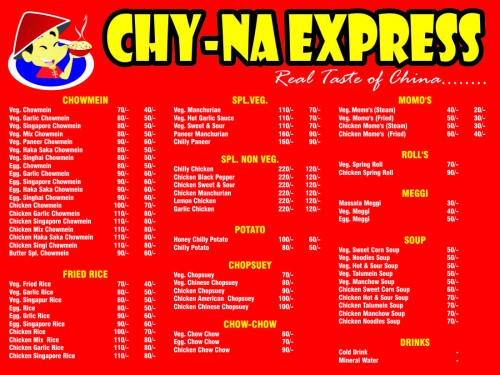 CHY-NA EXPRESS
Real Taste of China........
CHOWMEIN
Veg. Chowmein 70/- 40/-
Veg. Garlic Chowmein 80/- 50/-
Veg. Singapore Chowmein 80/- 50/-
Veg. Mix Chowmein 80/- 50/-
Veg. Paneer Chowmein 90/- 50/-
Veg. Haka Saka Chowmein 80/- 50/-
Veg. Singhai Chowmein 80/- 50/-
Egg. Chowmein 80/- 50/-
Egg. Garlic Chowmein 90/- 50/-
Egg. Singapore Chowmein 90/- 60/-
Egg. Haka Saka Chowmein 90/- 50/-
Egg. Singhai Chowmein 90/- 50/-
Chicken Chowmein 100/- 70/-
Chicken Garlic Chowmein 110/- 80/-
Chicken Singapore Chowmein 110/- 80/-
Chicken Mix Chowmein 110/- 80/-
Chicken Haka Saka Chowmein 110/- 80/-
Chicken Singi Chowmein 110/- 80/-
Butter Spl. Chowmein 90/- 60/-
FRIED RICE
Veg. Fried Rice 70/- 40/-
Veg. Garlic Rice 80/- 50/-
Veg. Singapur Rice 80/- 50/-
Egg. Rice 80/- 50/-
Egg. Grlic Rice 90/- 60/-
Egg. Singapore Rice 90/- 60/-
Chicken Rice 100/- 70/-
Chicken Mix Rice 110/- 80/-
Chicken Garlic Rice 110/- 80/-
Chicken Singapore Rice 110/- 80/-
SPL.VEG.
Veg. Manchurian 110/- 70/-
Veg. Hot Garlic Sauce 110/- 70/-
Veg. Sweet & Sour 110/- 70/-
Paneer Manchurian 160/- 90/-
Chilly Paneer 160/- 90/-
SPL. NON VEG.
Chilly Chicken 220/- 120/-
Chicken Black Pepper 220/- 120/-
Chicken Sweet & Sour 220/- 120/-
Chicken Manchurian 220/- 120/-
Lemon Chicken 220/- 120/-
Garlic Chicken 220/- 120/-
POTATO
Honey Chilly Potato 100/- 60/-
Chilly Potato 80/- 50/-
CHOPSUEY
Veg. Chopsuey 70/-
Veg. Chinese Chopsuey 80/-
Chicken Chopsuey 90/-
Chicken American Chopsuey 100/-
Chicken Chinese Chopsuey 100/-
CHOW-CHOW
Veg. Chow Chow 60/-
Egg. Chow Chow 70/-
Chicken Chow Chow 90/-
MOMO'S
Veg. Momo's (Steam) 40/- 20/-
Veg. Momo's (Fried) 50/- 30/-
Chicken Momo's (Steam) 50/- 30/-
Chicken Momo's (Fried) 60/- 40/-
ROLL'S
Veg. Spring Roll 70/-
Chicken Spring Roll 90/-
MEGGI
Massala Meggi 30/-
Veg. Meggi 40/-
Egg. Meggi 50/-
SOUP
Veg. Sweet Corn Soup 50/-
Veg. Noodles Soup 50/-
Veg. Hot & Sour Soup 50/-
Veg. Talumein Soup 50/-
Veg. Manchow Soup 50/-
Chicken Sweet Corn Soup 50/-
Chicken Hot & Sour Soup 50/-
Chicken Talumein Soup 50/-
Chicken Manchow Soup 50/-
Chicken Noodles Soup 70/-
DRINKS
Cold Drink -
Mineral Water -